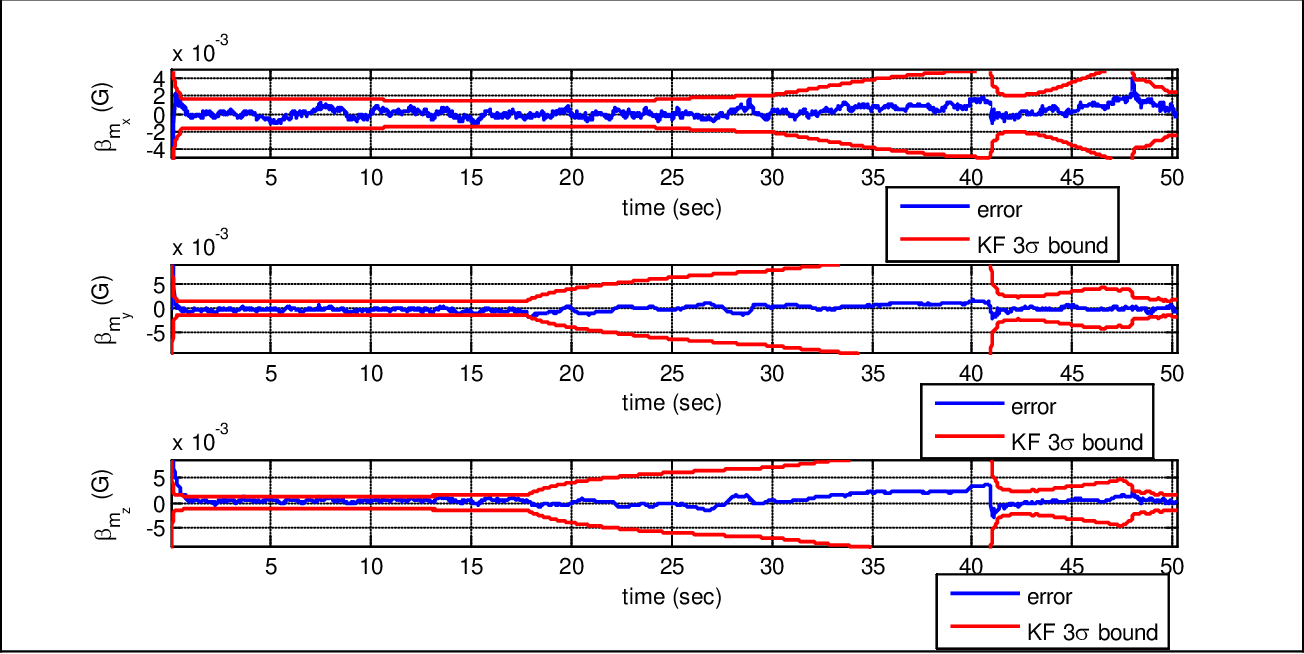 x 10-3
βmx (G)
4
2
0
-2
-4
5 10 15 20 25 30 35 40 45 50
time (sec)
error
KF 3σ bound
x 10-3
βmy (G)
5
0
-5
5 10 15 20 25 30 35 40 45 50
time (sec)
error
KF 3σ bound
x 10-3
βmz (G)
5
0
-5
5 10 15 20 25 30 35 40 45 50
time (sec)
error
KF 3σ bound